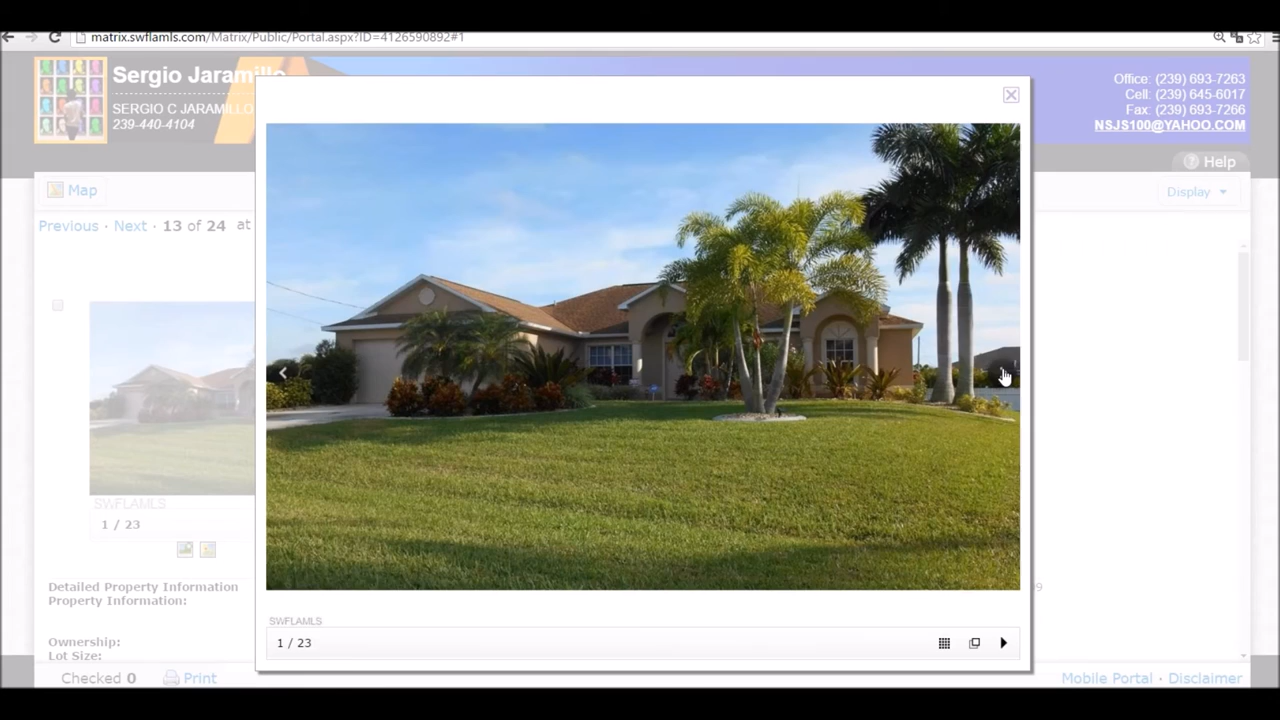 matrix.swflamls.com/Matrix/Public/Portal.aspx?ID=4126590892#1
Sergio Jaramillo
SERGIO C JARAMILLO
239-440-4104
Office: (239) 693-7263
Cell: (239) 645-6017
Fax: (239) 693-7266
NSJS100@YAHOO.COM
Help
Map
Display
Previous · Next · 13 of 24 at
SWFLAMLS
1 / 23
Detailed Property Information
Property Information:
Ownership:
Lot Size:
SWFLAMLS
1 / 23
Checked 0 Print
Mobile Portal · Disclaimer